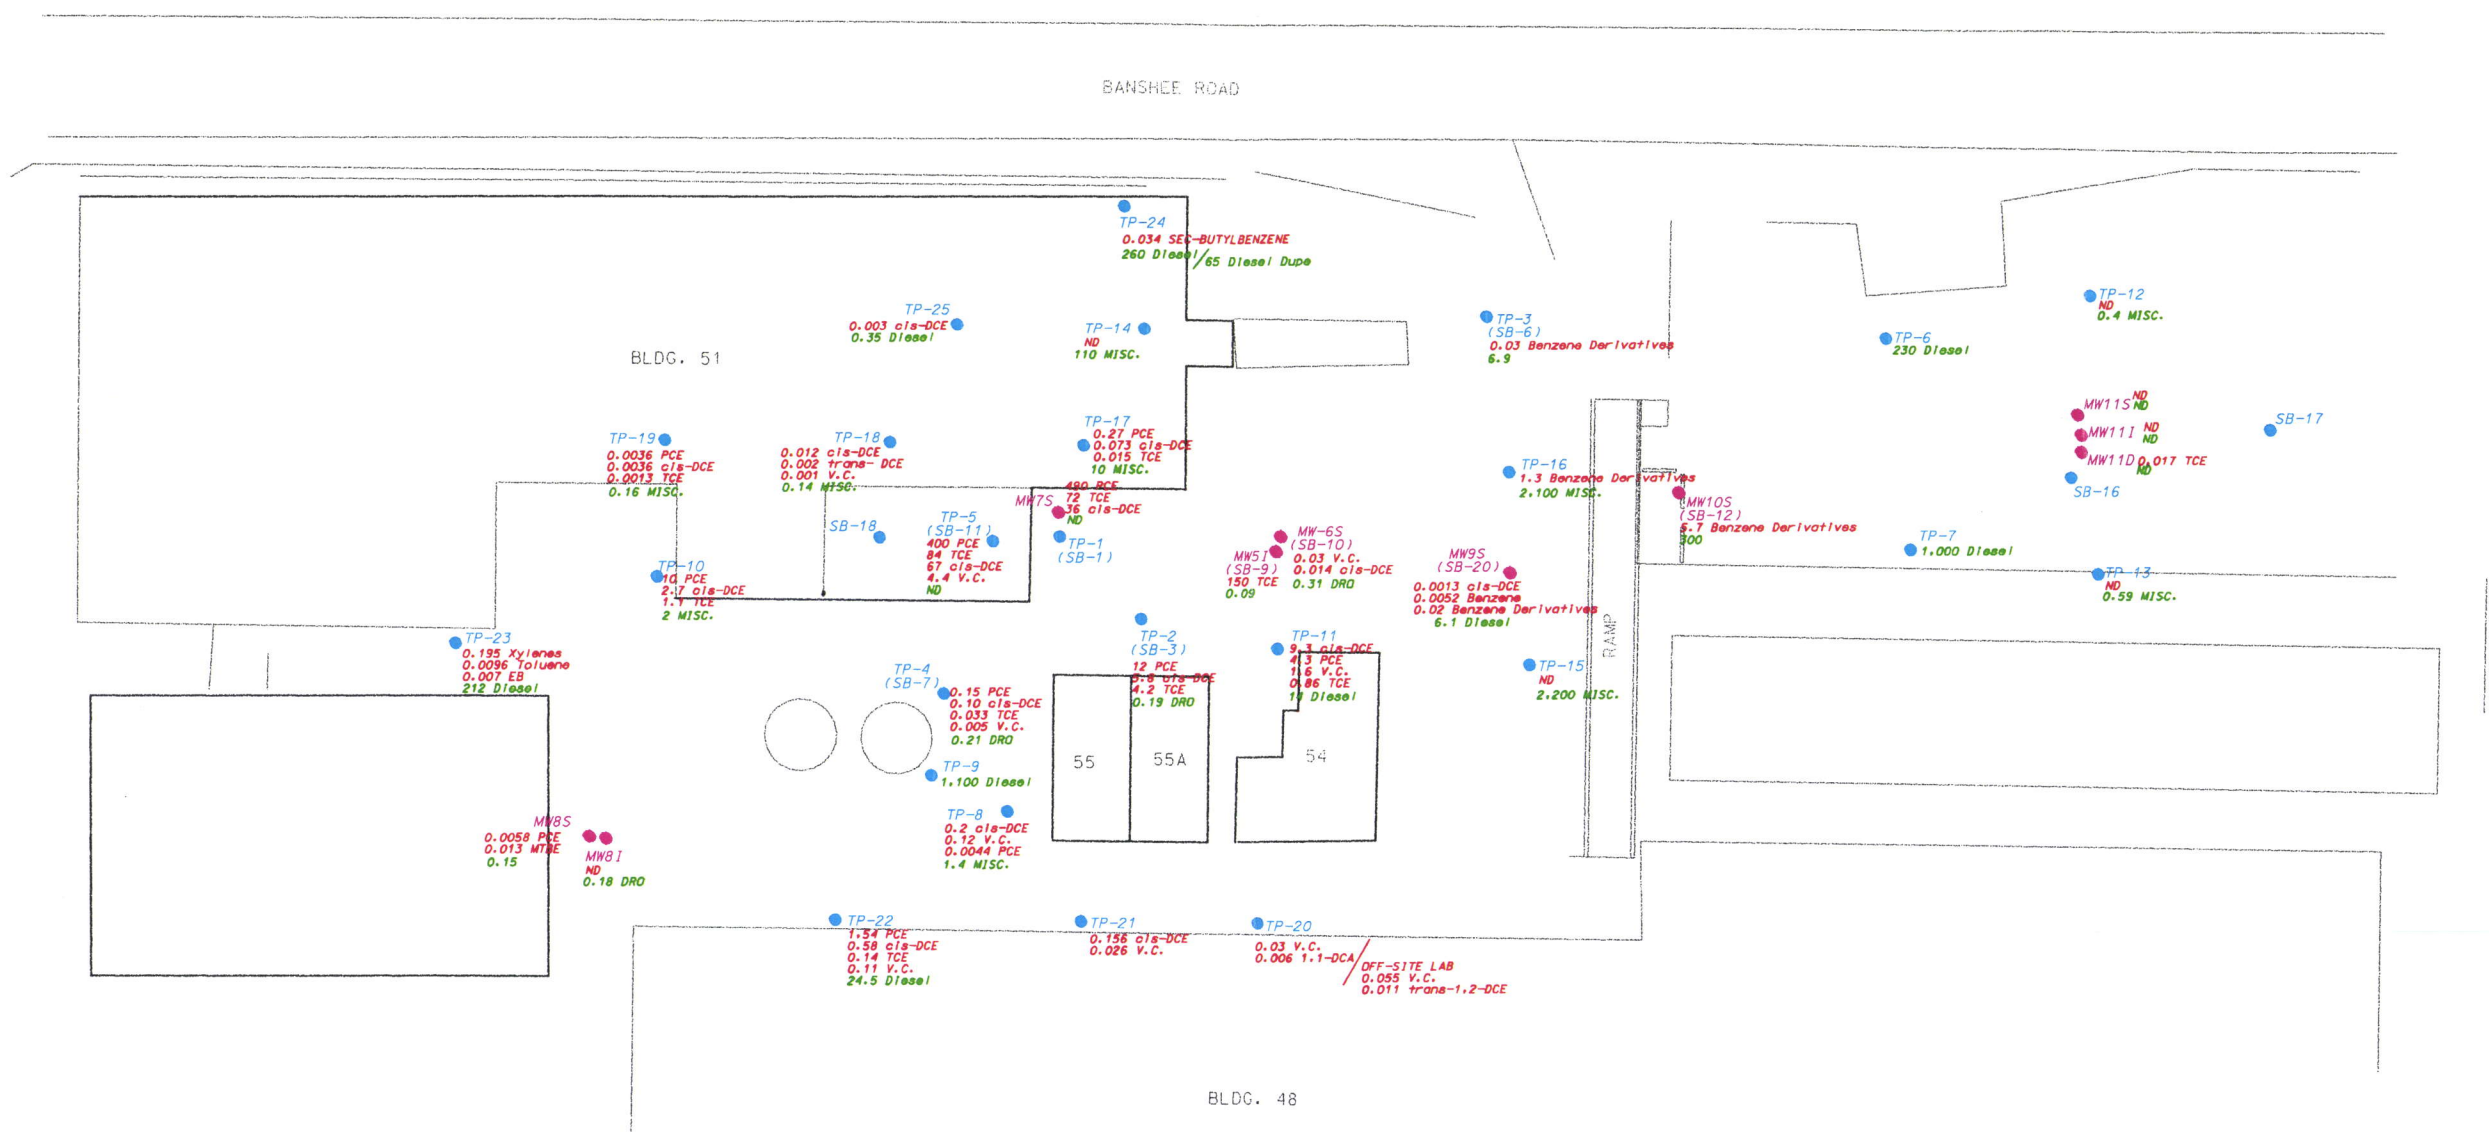 BANSHEE ROAD
TP-24
0.034 SEC-BUTYLBENZENE
260 Diesel/65 Diesel Dupe
TP-25
0.003 cis-DCE
0.35 Diesel
TP-14
ND
110 MISC.
BLDG. 51
TP-3
(SB-6)
0.03 Benzene Derivatives
6.9
TP-12
ND
0.4 MISC.
TP-6
230 Diesel
TP-19
0.0036 PCE
0.0036 cis-DCE
0.0013 TCE
0.16 MISC.
TP-18
0.012 cis-DCE
0.002 trans- DCE
0.001 V.C.
0.14 MISC.
TP-17
0.27 PCE
0.073 cis-DCE
0.015 TCE
10 MISC.
MW7S
480 PCE
72 TCE
36 cis-DCE
ND
TP-16
1.3 Benzene Derivatives
2,100 MISC.
MW11S
ND
ND
MW11I
ND
ND
MW11D
0.017 TCE
ND
SB-17
SB-16
MW10S
(SB-12)
5.7 Benzene Derivatives
300
SB-18
TP-5
(SB-11)
400 PCE
84 TCE
67 cis-DCE
4.4 V.C.
ND
TP-1
(SB-1)
MW-6S
(SB-10)
0.03 V.C.
0.014 cis-DCE
0.31 DRO
MW5I
(SB-9)
150 TCE
0.09
MW9S
(SB-20)
0.0013 cis-DCE
0.0052 Benzene
0.02 Benzene Derivatives
6.1 Diesel
TP-7
1,000 Diesel
TP-13
ND
0.59 MISC.
TP-10
10 PCE
2.7 cis-DCE
1.1 TCE
2 MISC.
TP-23
0.195 Xylenes
0.0096 Toluene
0.007 EB
212 Diesel
TP-2
(SB-3)
12 PCE
5.8 cis-DCE
4.2 TCE
0.19 DRO
TP-11
9.3 cis-DCE
4.3 PCE
1.6 V.C.
0.86 TCE
11 Diesel
RAMP
TP-15
ND
2,200 MISC.
TP-4
(SB-7)
0.15 PCE
0.10 cis-DCE
0.033 TCE
0.005 V.C.
0.21 DRO
55
55A
54
TP-9
1,100 Diesel
TP-8
0.2 cis-DCE
0.12 V.C.
0.0044 PCE
1.4 MISC.
MW8S
0.0058 PCE
0.013 MTBE
0.15
MW8I
ND
0.18 DRO
TP-22
1.54 PCE
0.58 cis-DCE
0.14 TCE
0.11 V.C.
24.5 Diesel
TP-21
0.156 cis-DCE
0.026 V.C.
TP-20
0.03 V.C.
0.006 1,1-DCA
OFF-SITE LAB
0.055 V.C.
0.011 trans-1,2-DCE
BLDG. 48